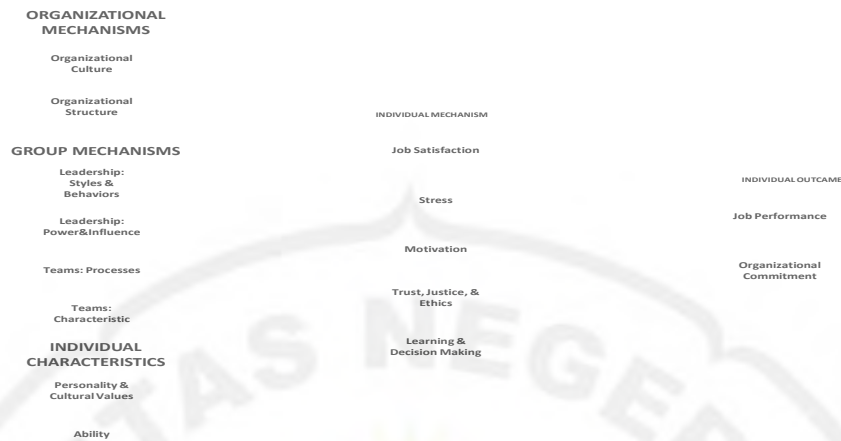 ORGANIZATIONAL
MECHANISMS
Organizational
Culture
Organizational
Structure
GROUP MECHANISMS
Leadership:
Styles &
Behaviors
Leadership:
Power&Influence
Teams: Processes
Teams:
Characteristic
INDIVIDUAL
CHARACTERISTICS
Personality &
Cultural Values
Ability
INDIVIDUAL MECHANISM
Job Satisfaction
Stress
Motivation
Trust, Justice, &
Ethics
Learning &
Decision Making
INDIVIDUAL OUTCAME
Job Performance
Organizational
Commitment
TAS NEGER